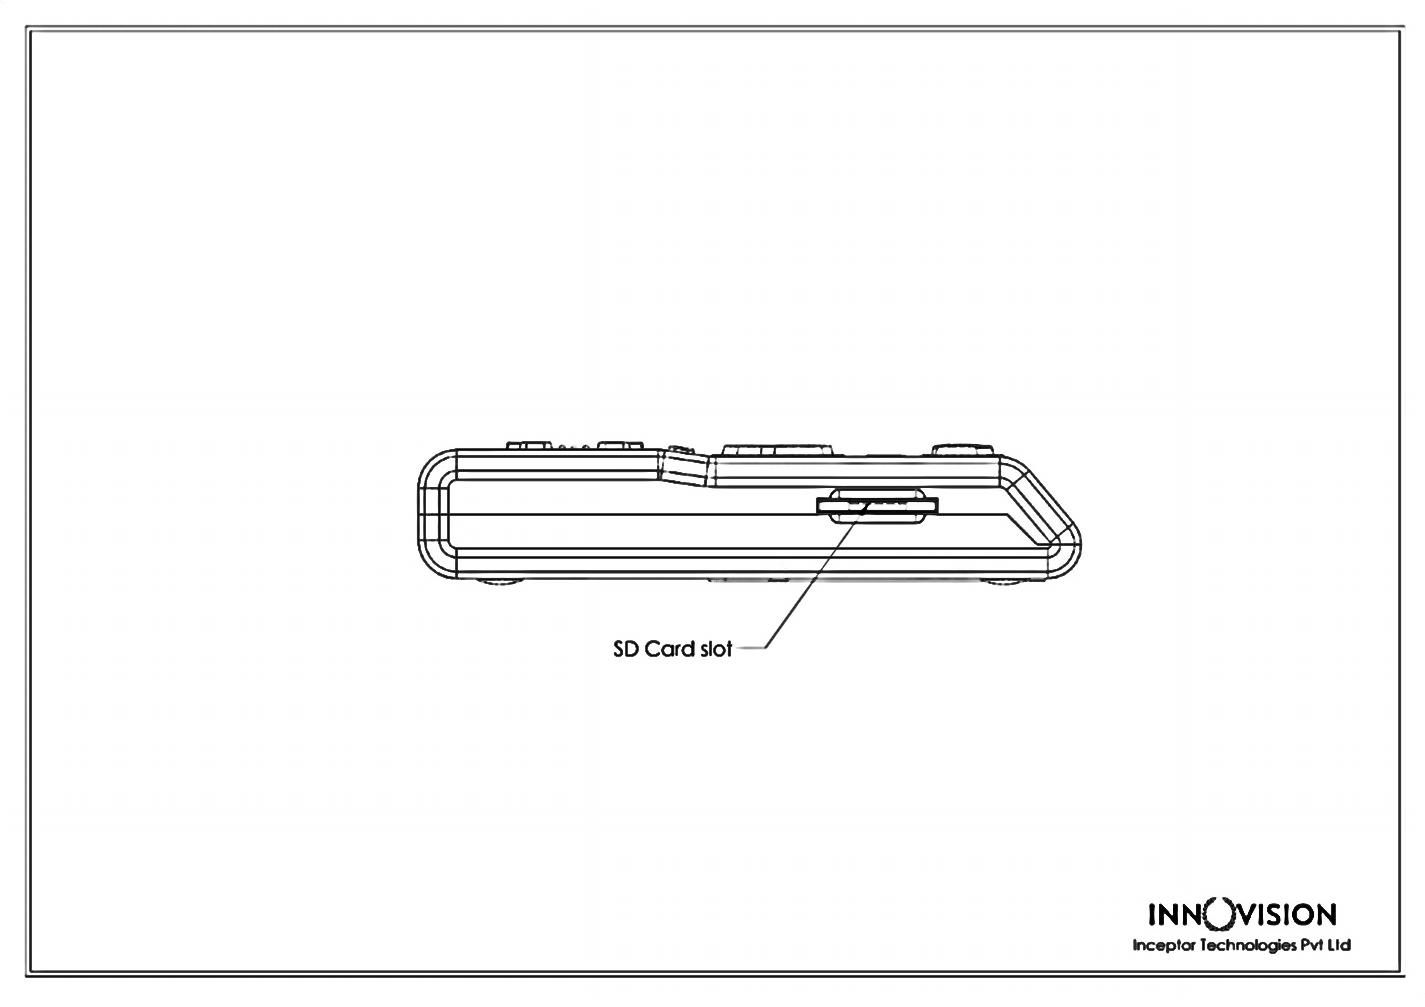 SD Card slot
INNOVISION
Inceptor Technologies Pvt Ltd